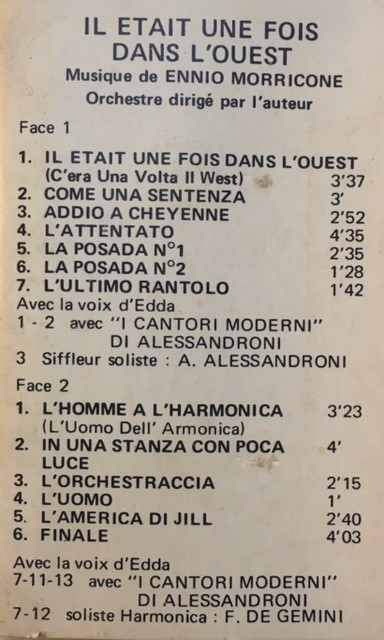 IL ETAIT UNE FOIS
DANS L'OUEST
Musique de ENNIO MORRICONE
Orchestre dirigé par l'auteur
Face 1
1. IL ETAIT UNE FOIS DANS L'OUEST
(C'era Una Volta Il West) 3'37
2. COME UNA SENTENZA 3'
3. ADDIO A CHEYENNE 2'52
4. L'ATTENTATO 4'35
5. LA POSADA N°1 2'35
6. LA POSADA N°2 1'28
7. L'ULTIMO RANTOLO 1'42
Avec la voix d'Edda
1 - 2 avec "I CANTORI MODERNI"
DI ALESSANDRONI
3 Siffleur soliste : A. ALESSANDRONI
Face 2
1. L'HOMME A L'HARMONICA 3'23
(L'Uomo Dell' Armonica)
2. IN UNA STANZA CON POCA 4'
LUCE
3. L'ORCHESTRACCIA 2'15
4. L'UOMO 1'
5. L'AMERICA DI JILL 2'40
6. FINALE 4'03
Avec la voix d'Edda
7-11-13 avec "I CANTORI MODERNI"
DI ALESSANDRONI
7-12 soliste Harmonica : F. DE GEMINI